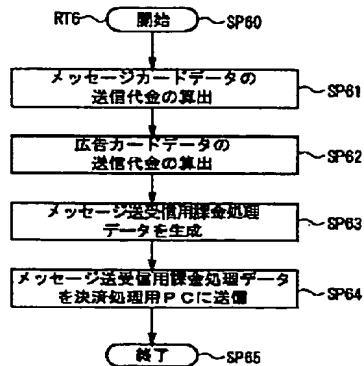 RT6 開始 SP60
メッセージカードデータの
送信代金の算出 SP61
広告カードデータの
送信代金の算出 SP62
メッセージ送受信用課金処理
データを生成 SP63
メッセージ送受信用課金処理データ
を決済処理用PCに送信 SP64
終了 SP65